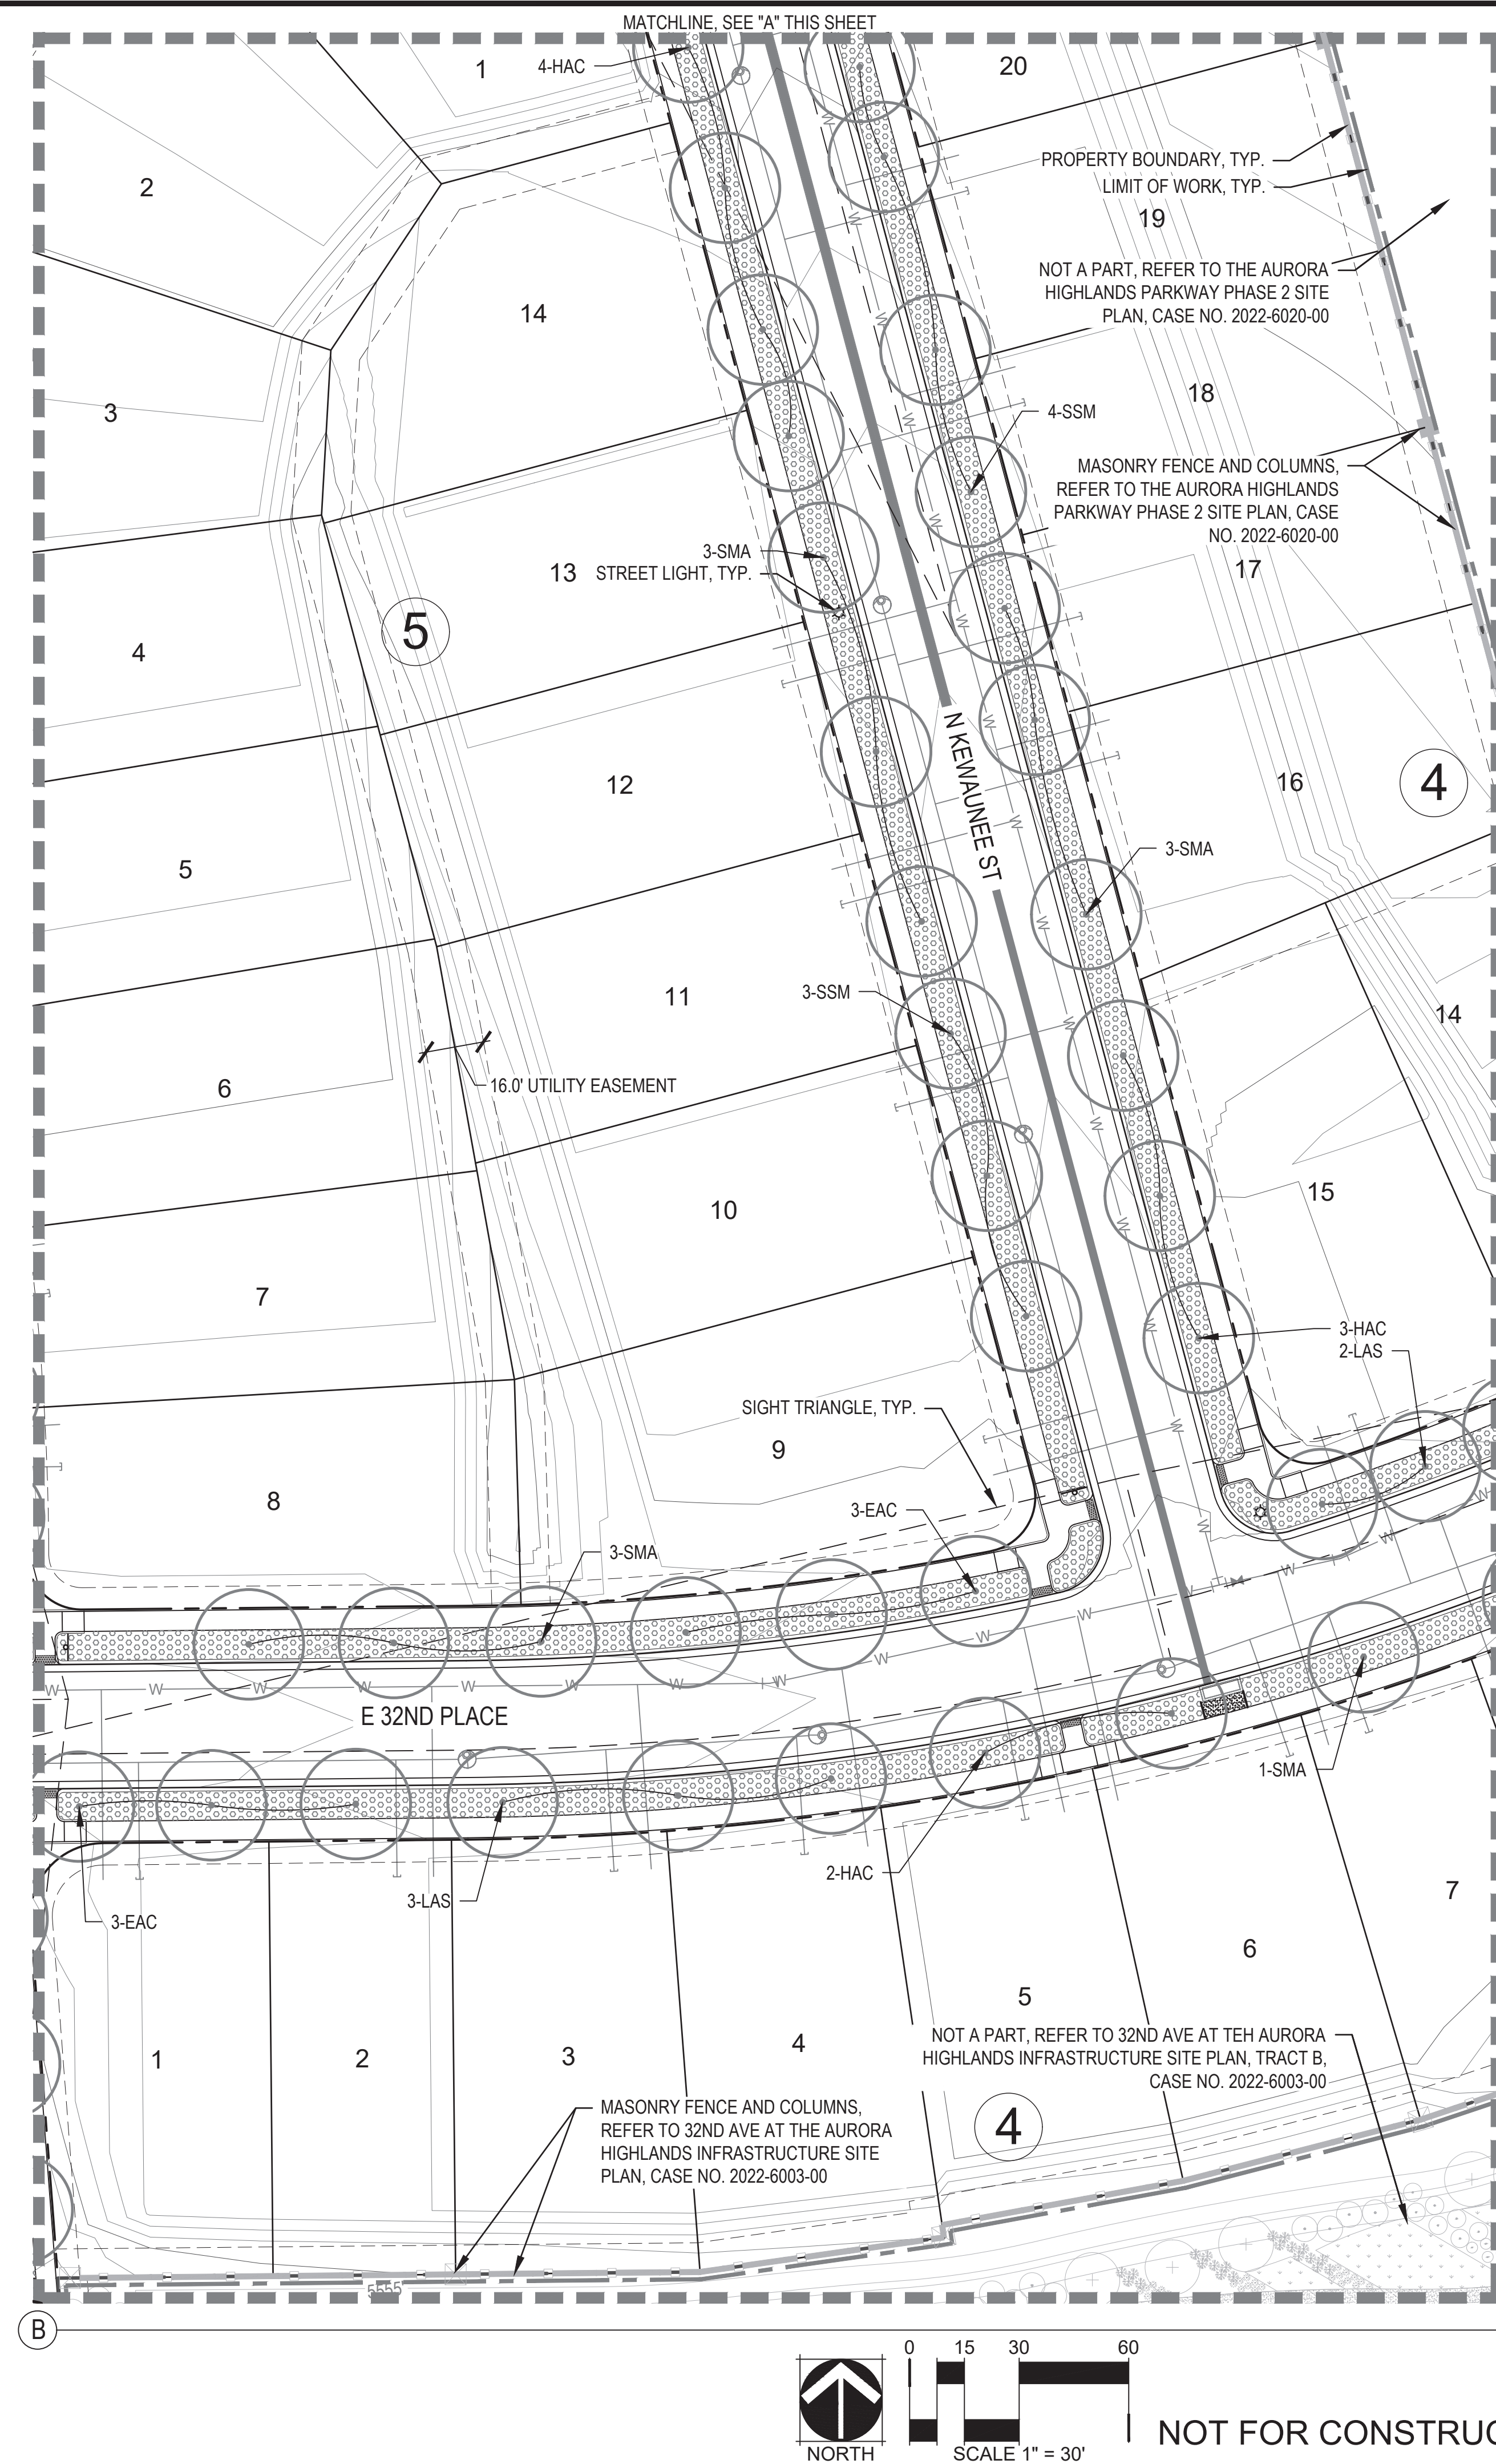 MATCHLINE, SEE "A" THIS SHEET
1
4-HAC
20
2
PROPERTY BOUNDARY, TYP.
LIMIT OF WORK, TYP.
19
NOT A PART, REFER TO THE AURORA
HIGHLANDS PARKWAY PHASE 2 SITE
PLAN, CASE NO. 2022-6020-00
14
3
18
4-SSM
MASONRY FENCE AND COLUMNS,
REFER TO THE AURORA HIGHLANDS
PARKWAY PHASE 2 SITE PLAN, CASE
NO. 2022-6020-00
3-SMA
13
STREET LIGHT, TYP.
17
5
4
N KEWAUNEE ST
12
16
4
3-SMA
5
11
3-SSM
14
16.0' UTILITY EASEMENT
6
10
15
7
3-HAC
2-LAS
SIGHT TRIANGLE, TYP.
9
8
3-EAC
3-SMA
W W W W W W W W W W
E 32ND PLACE
1-SMA
2-HAC
3-LAS
3-EAC
7
6
5
NOT A PART, REFER TO 32ND AVE AT TEH AURORA
HIGHLANDS INFRASTRUCTURE SITE PLAN, TRACT B,
CASE NO. 2022-6003-00
1
2
3
4
MASONRY FENCE AND COLUMNS,
REFER TO 32ND AVE AT THE AURORA
HIGHLANDS INFRASTRUCTURE SITE
PLAN, CASE NO. 2022-6003-00
4
5555
B
0 15 30 60
NORTH
SCALE 1" = 30'
NOT FOR CONSTRUC